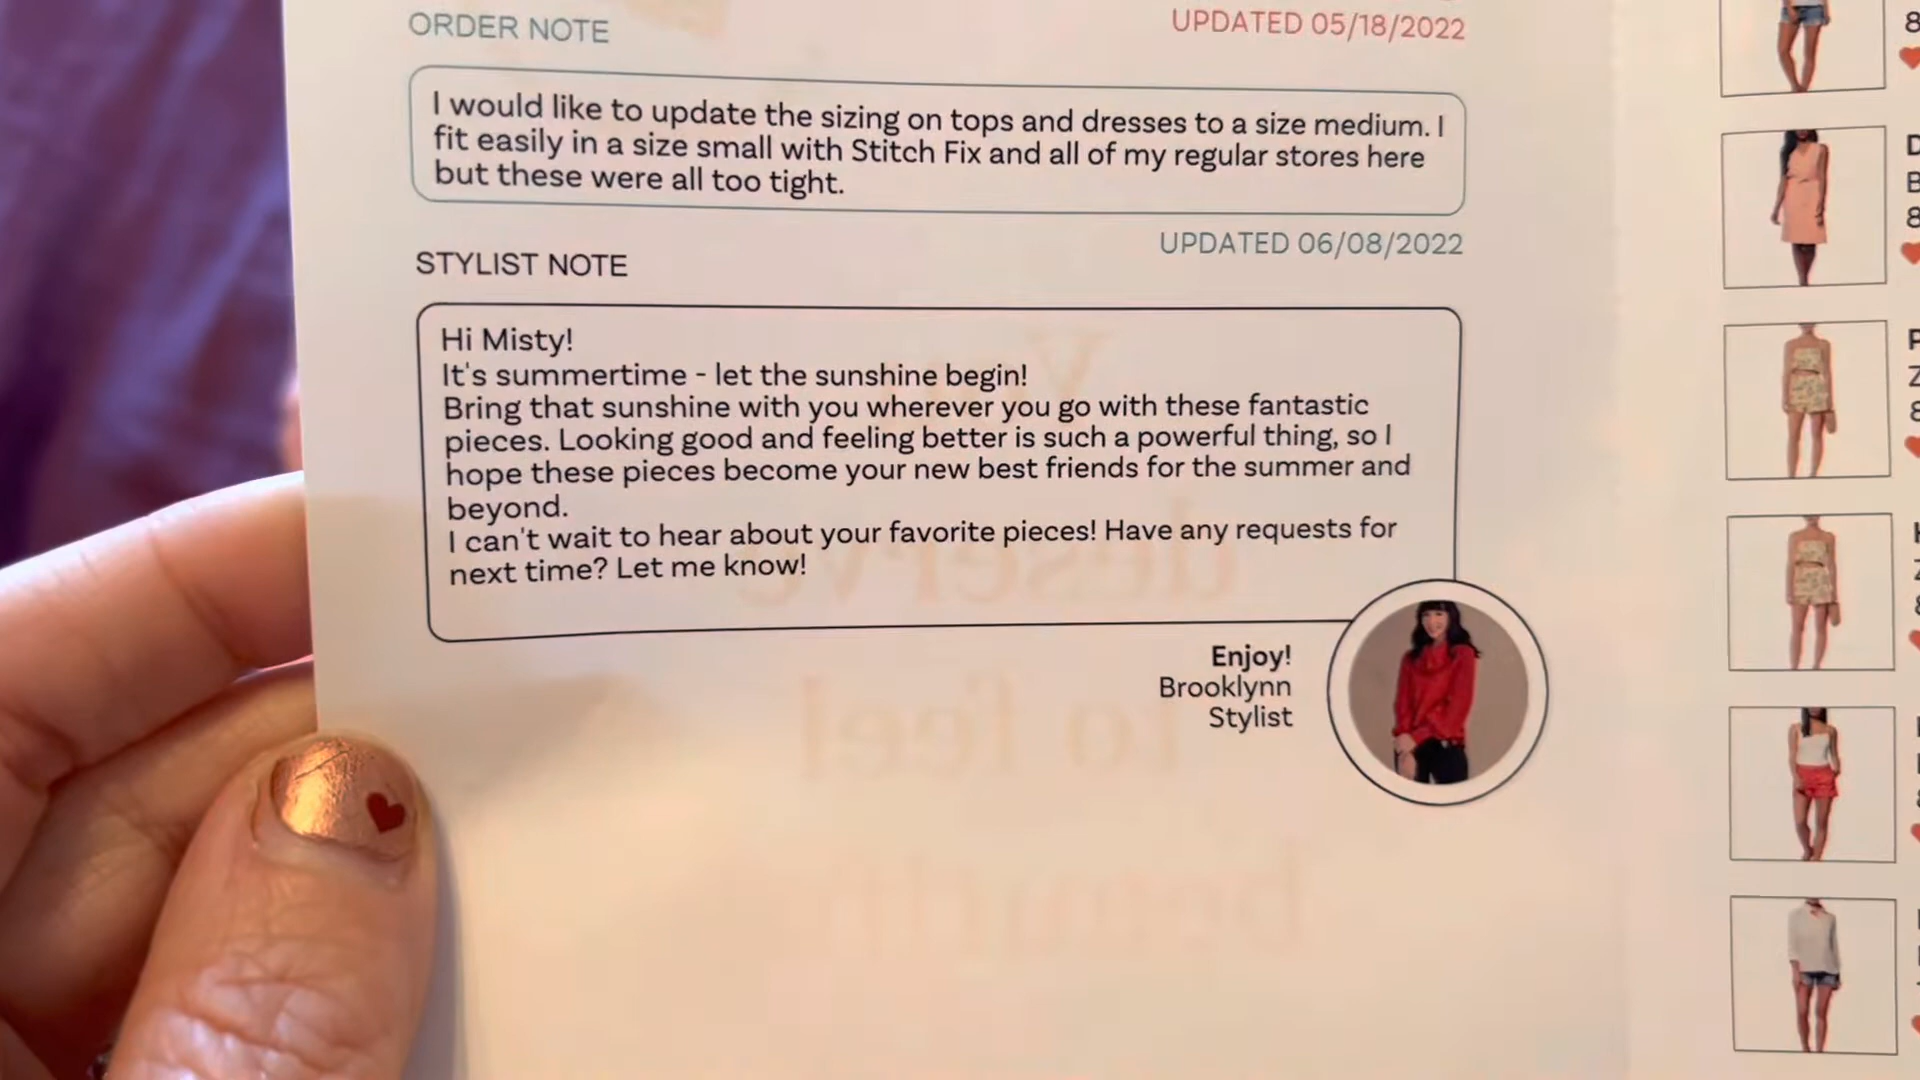 ORDER NOTE
UPDATED 05/18/2022
I would like to update the sizing on tops and dresses to a size medium. I
fit easily in a size small with Stitch Fix and all of my regular stores here
but these were all too tight.
UPDATED 06/08/2022
STYLIST NOTE
Hi Misty!
It's summertime - let the sunshine begin!
Bring that sunshine with you wherever you go with these fantastic
pieces. Looking good and feeling better is such a powerful thing, so I
hope these pieces become your new best friends for the summer and
beyond.
I can't wait to hear about your favorite pieces! Have any requests for
next time? Let me know!
Enjoy!
Brooklynn
Stylist